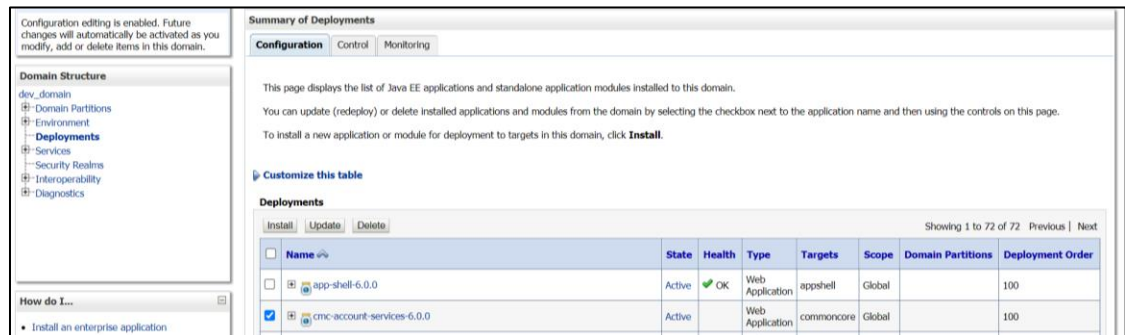 Configuration editing is enabled. Future
changes will automatically be activated as you
modify, add or delete items in this domain.
Domain Structure
dev_domain
Domain Partitions
Environment
Deployments
Services
Security Realms
Interoperability
Diagnostics
How do I...
Install an enterprise application
Summary of Deployments
Configuration Control Monitoring
This page displays the list of Java EE applications and standalone application modules installed to this domain.
You can update (redeploy) or delete installed applications and modules from the domain by selecting the checkbox next to the application name and then using the controls on this page.
To install a new application or module for deployment to targets in this domain, click Install.
Customize this table
Deployments
Install Update Delete Showing 1 to 72 of 72 Previous | Next
Name State Health Type Targets Scope Domain Partitions Deployment Order
app-shell-6.0.0 Active OK Web Application appshell Global 100
cmc-account-services-6.0.0 Active Web Application commoncore Global 100